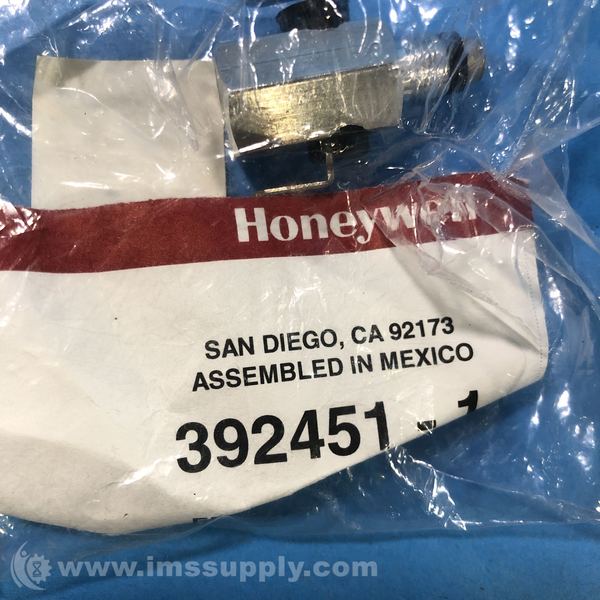 Honeywell
SAN DIEGO, CA 92173
ASSEMBLED IN MEXICO
392451 - 1
www.imssupply.com